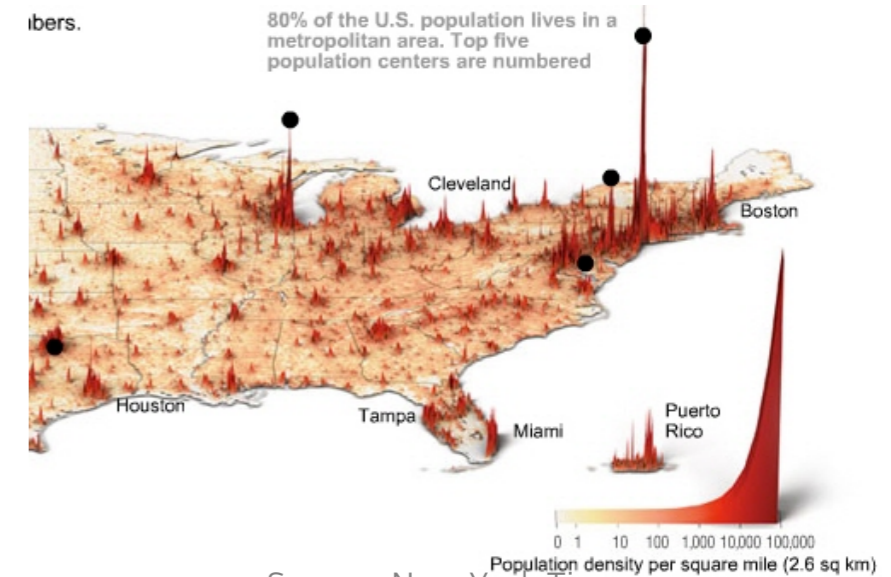 80% of the U.S. population lives in a
metropolitan area. Top five
population centers are numbered
Cleveland
Boston
Houston
Tampa
Miami
Puerto
Rico
0 1 10 100 1,000 10,000 100,000
Population density per square mile (2.6 sq km)